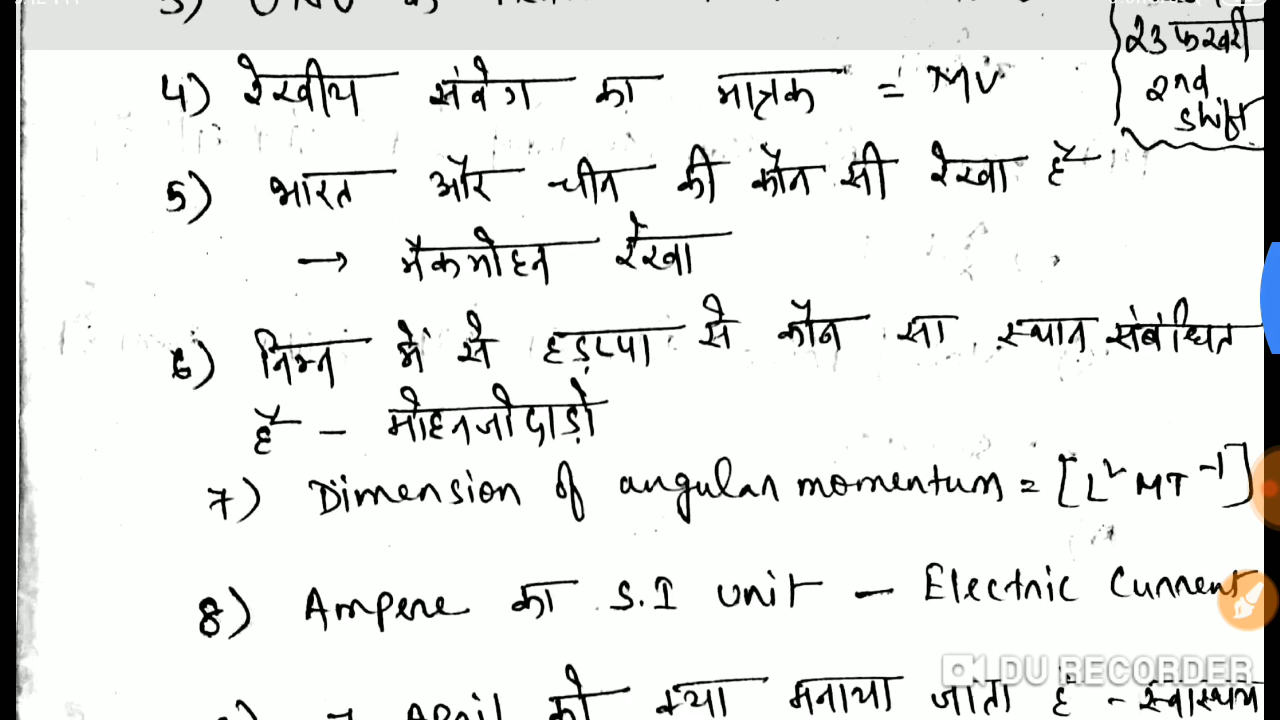 23 फरवरी
2nd
shift
4) रेखीय संवेग का मात्रक = MV
5) भारत और चीन की कौन सी रेखा है
→ मैकमोहन रेखा
6) निम्न में से हड़प्पा से कौन सा स्थान संबंधित
है - मोहनजोदाड़ो
7) Dimension of angular momentum = [L² MT⁻¹]
8) Ampere का S.I unit - Electric Current
7 April को क्या मनाया जाता है - स्वास्थ्य
DU RECORDER